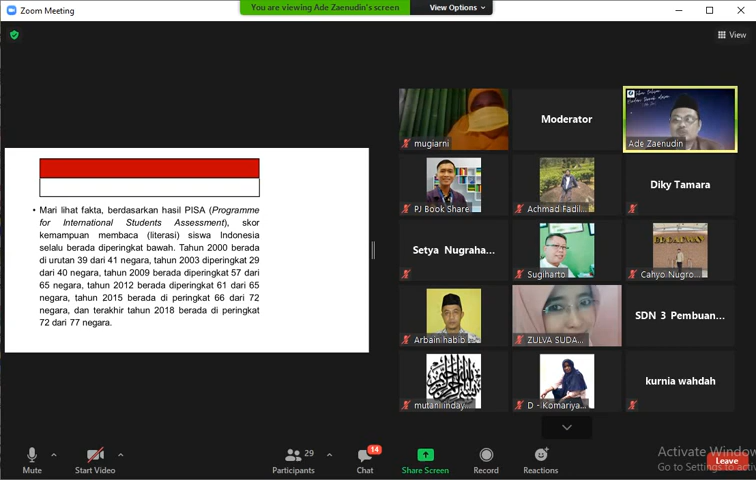 Zoom Meeting
You are viewing Ade Zaenudin's screen
View Options
View
• Mari lihat fakta, berdasarkan hasil PISA (Programme
for International Students Assessment), skor
kemampuan membaca (literasi) siswa Indonesia
selalu berada diperingkat bawah. Tahun 2000 berada
di urutan 39 dari 41 negara, tahun 2003 diperingkat 29
dari 40 negara, tahun 2009 berada diperingkat 57 dari
65 negara, tahun 2012 berada diperingkat 61 dari 65
negara, tahun 2015 berada di peringkat 66 dari 72
negara, dan terakhir tahun 2018 berada di peringkat
72 dari 77 negara.
mugiarni
Moderator
Ade Zaenudin
PJ Book Share
Achmad Fadil...
Diky Tamara
Setya Nugraha...
Sugiharto
Cahyo Nugro...
Arbain habib
ZULVA SUDA...
SDN 3 Pembuan...
mutani inday
D - Komariya...
kurnia wahdah
Mute
Start Video
29
Participants
14
Chat
Share Screen
Record
Reactions
Leave
Activate Window
Go to Settings to acti